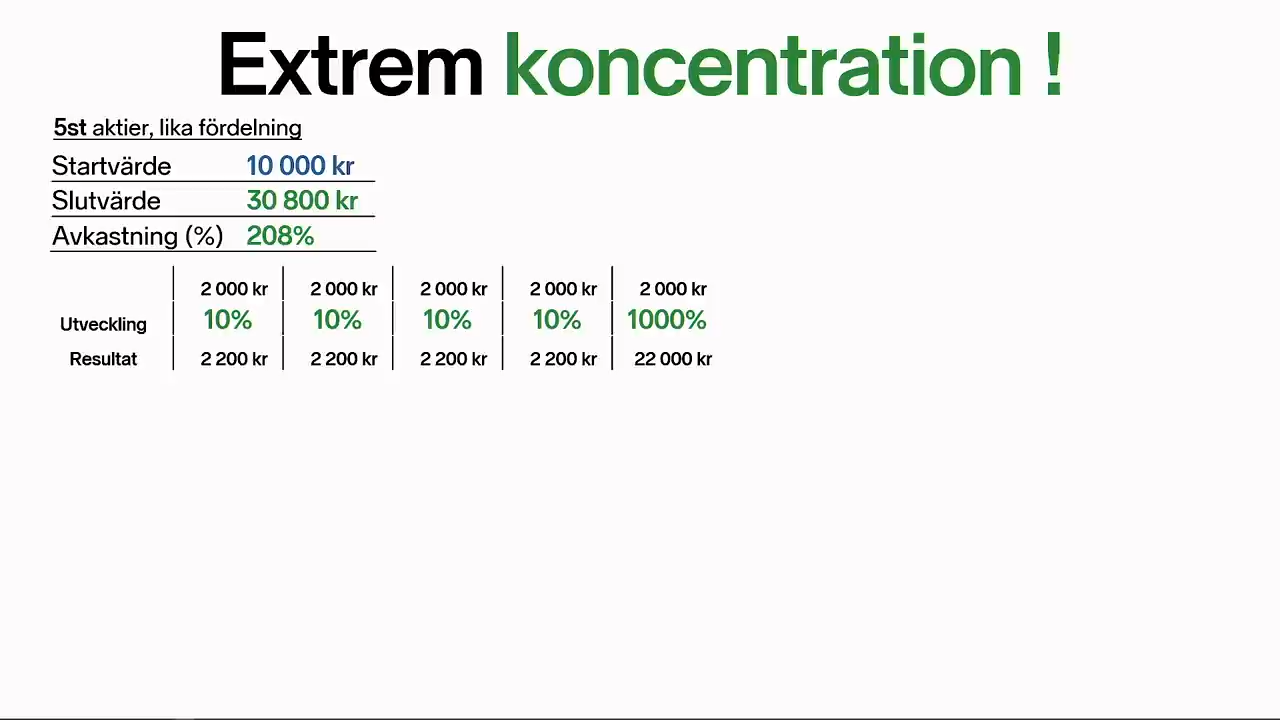 Extrem koncentration !
5st aktier, lika fördelning
Startvärde 10 000 kr
Slutvärde 30 800 kr
Avkastning (%) 208%
2 000 kr 2 000 kr 2 000 kr 2 000 kr 2 000 kr
Utveckling 10% 10% 10% 10% 1000%
Resultat 2 200 kr 2 200 kr 2 200 kr 2 200 kr 22 000 kr